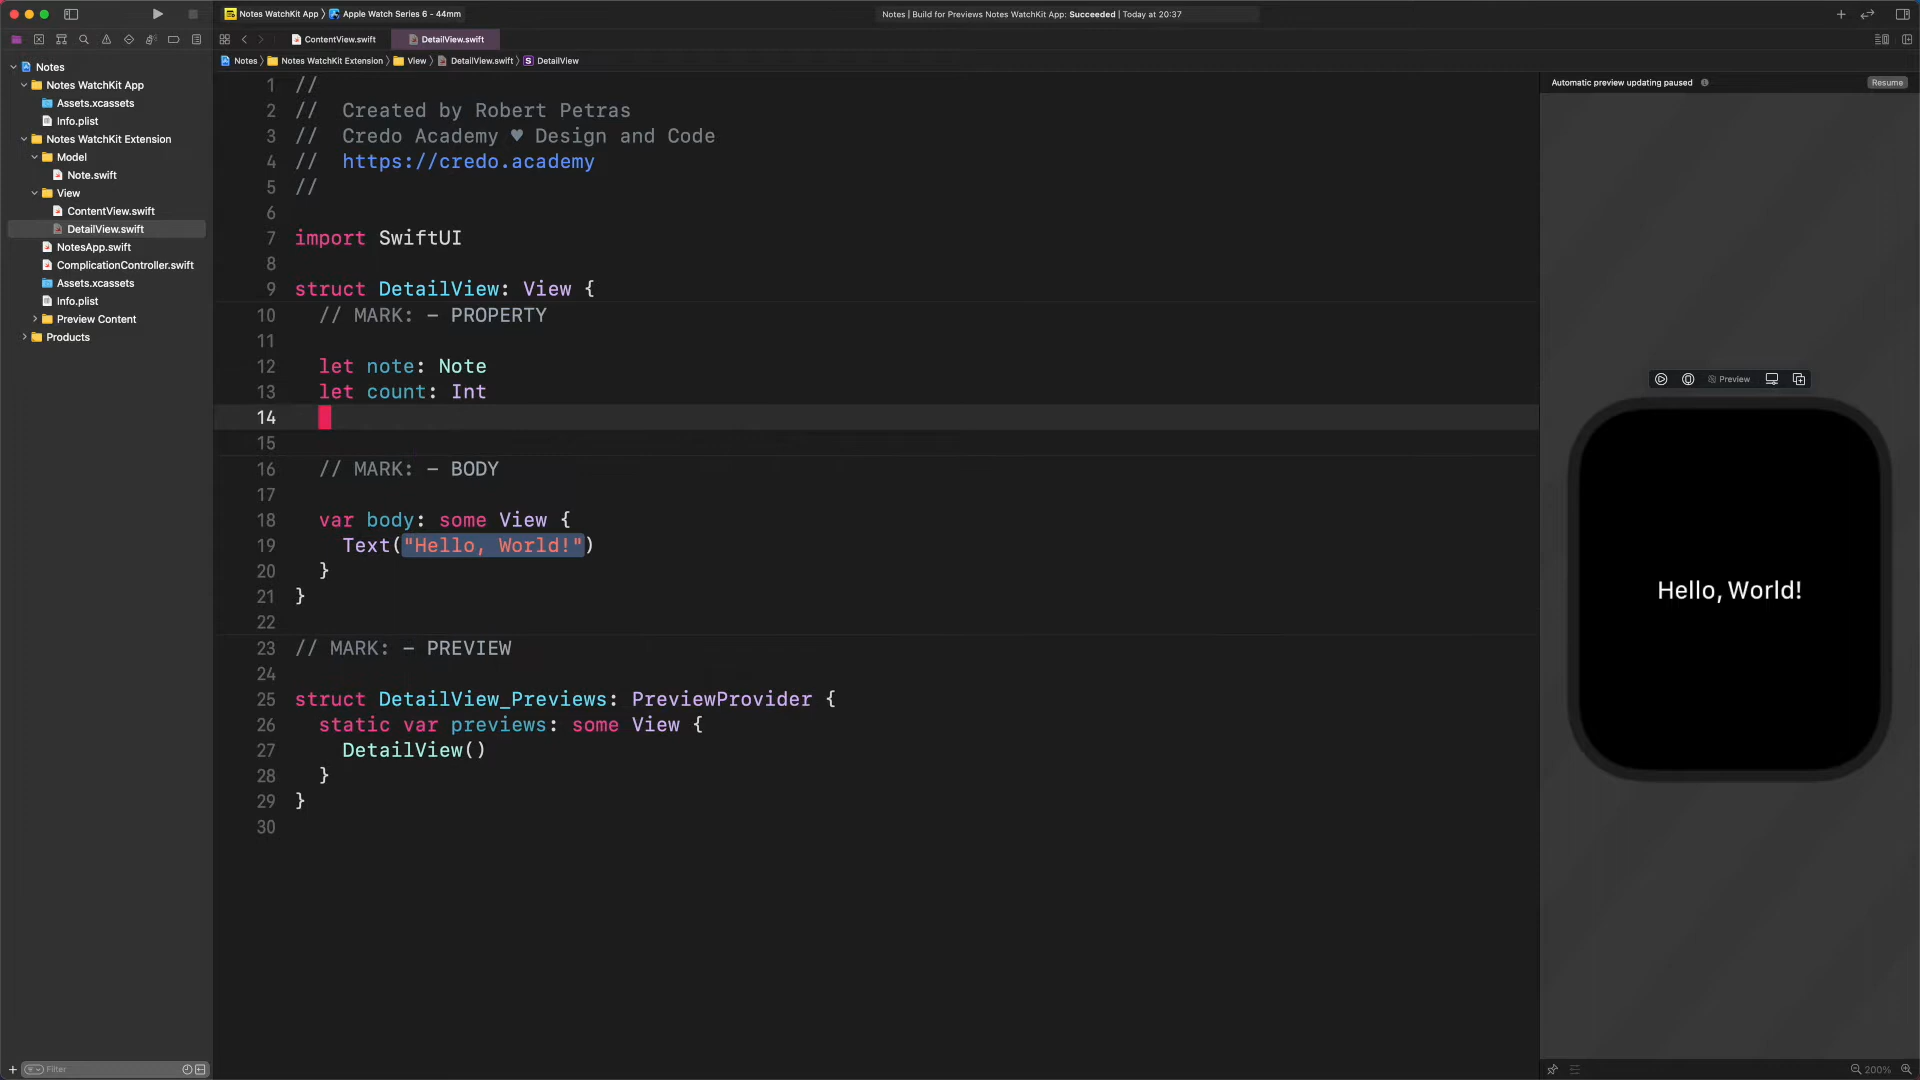 Notes WatchKit App
Apple Watch Series 6 - 44mm
Notes | Build for Previews Notes WatchKit App: Succeeded | Today at 20:37
ContentView.swift
DetailView.swift
Notes
Notes WatchKit Extension
View
DetailView.swift
S DetailView
Notes
Notes WatchKit App
Assets.xcassets
Info.plist
Notes WatchKit Extension
Model
Note.swift
View
ContentView.swift
DetailView.swift
NotesApp.swift
ComplicationController.swift
Assets.xcassets
Info.plist
Preview Content
Products
Filter
1 //
2 // Created by Robert Petras
3 // Credo Academy ♥ Design and Code
4 // https://credo.academy
5 //
6
7 import SwiftUI
8
9 struct DetailView: View {
10 // MARK: - PROPERTY
11
12 let note: Note
13 let count: Int
14
15
16 // MARK: - BODY
17
18 var body: some View {
19 Text("Hello, World!")
20 }
21 }
22
23 // MARK: - PREVIEW
24
25 struct DetailView_Previews: PreviewProvider {
26 static var previews: some View {
27 DetailView()
28 }
29 }
30
Automatic preview updating paused
Resume
Preview
Hello, World!
200%